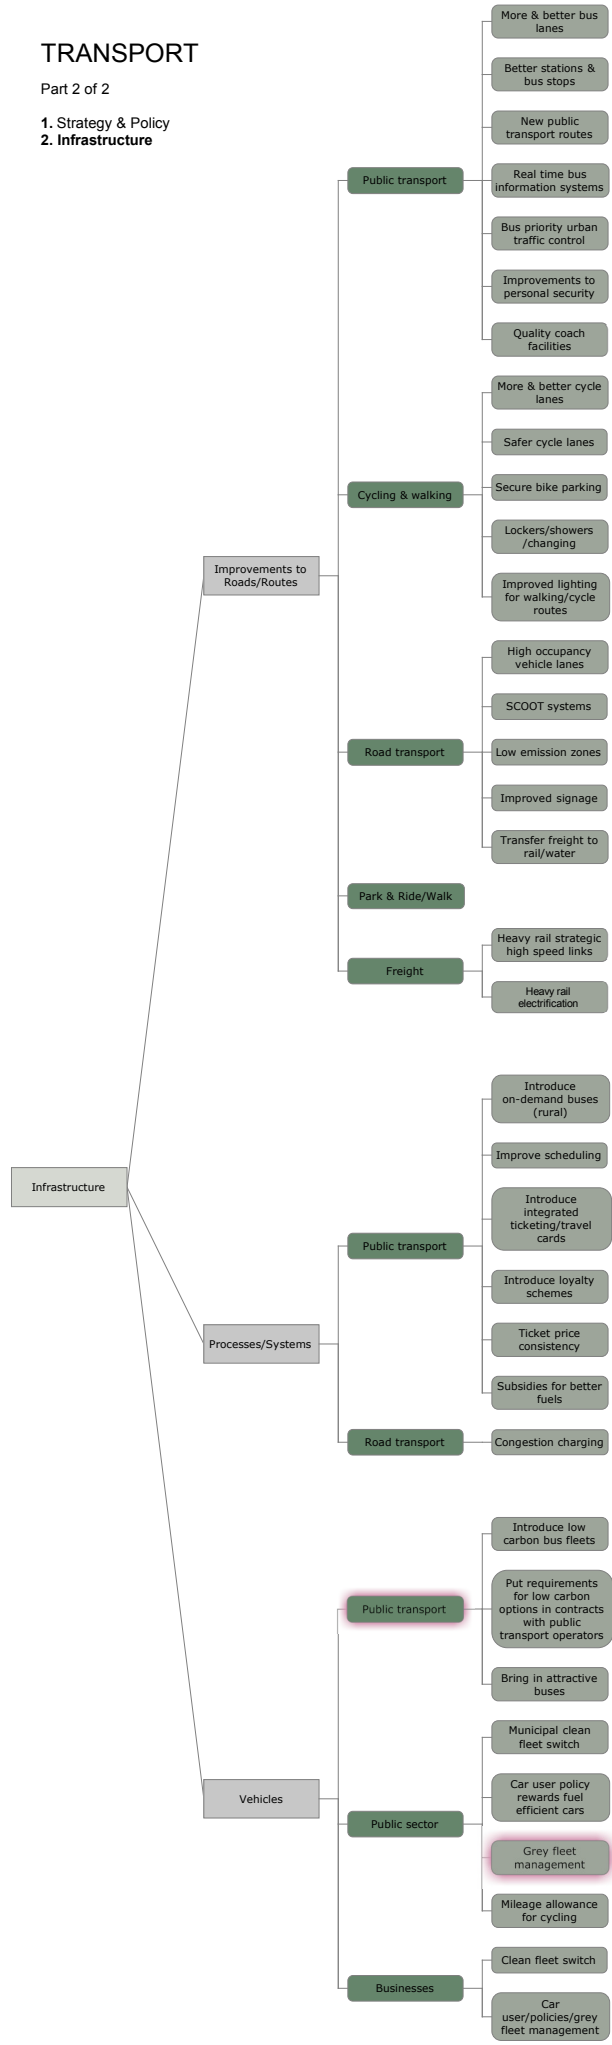 TRANSPORT
Part 2 of 2
1. Strategy & Policy
2. Infrastructure
More & better bus
lanes
Better stations &
bus stops
New public
transport routes
Public transport
Real time bus
information systems
Bus priority urban
traffic control
Improvements to
personal security
Quality coach
facilities
More & better cycle
lanes
Safer cycle lanes
Cycling & walking
Secure bike parking
Lockers/showers
/changing
Improvements to
Roads/Routes
Improved lighting
for walking/cycle
routes
High occupancy
vehicle lanes
SCOOT systems
Road transport
Low emission zones
Improved signage
Transfer freight to
rail/water
Park & Ride/Walk
Freight
Heavy rail strategic
high speed links
Heavy rail
electrification
Introduce
on-demand buses
(rural)
Improve scheduling
Infrastructure
Introduce
integrated
ticketing/travel
cards
Public transport
Introduce loyalty
schemes
Processes/Systems
Ticket price
consistency
Subsidies for better
fuels
Road transport
Congestion charging
Introduce low
carbon bus fleets
Public transport
Put requirements
for low carbon
options in contracts
with public
transport operators
Bring in attractive
buses
Municipal clean
fleet switch
Vehicles
Car user policy
rewards fuel
efficient cars
Public sector
Grey fleet
management
Mileage allowance
for cycling
Clean fleet switch
Businesses
Car
user/policies/grey
fleet management